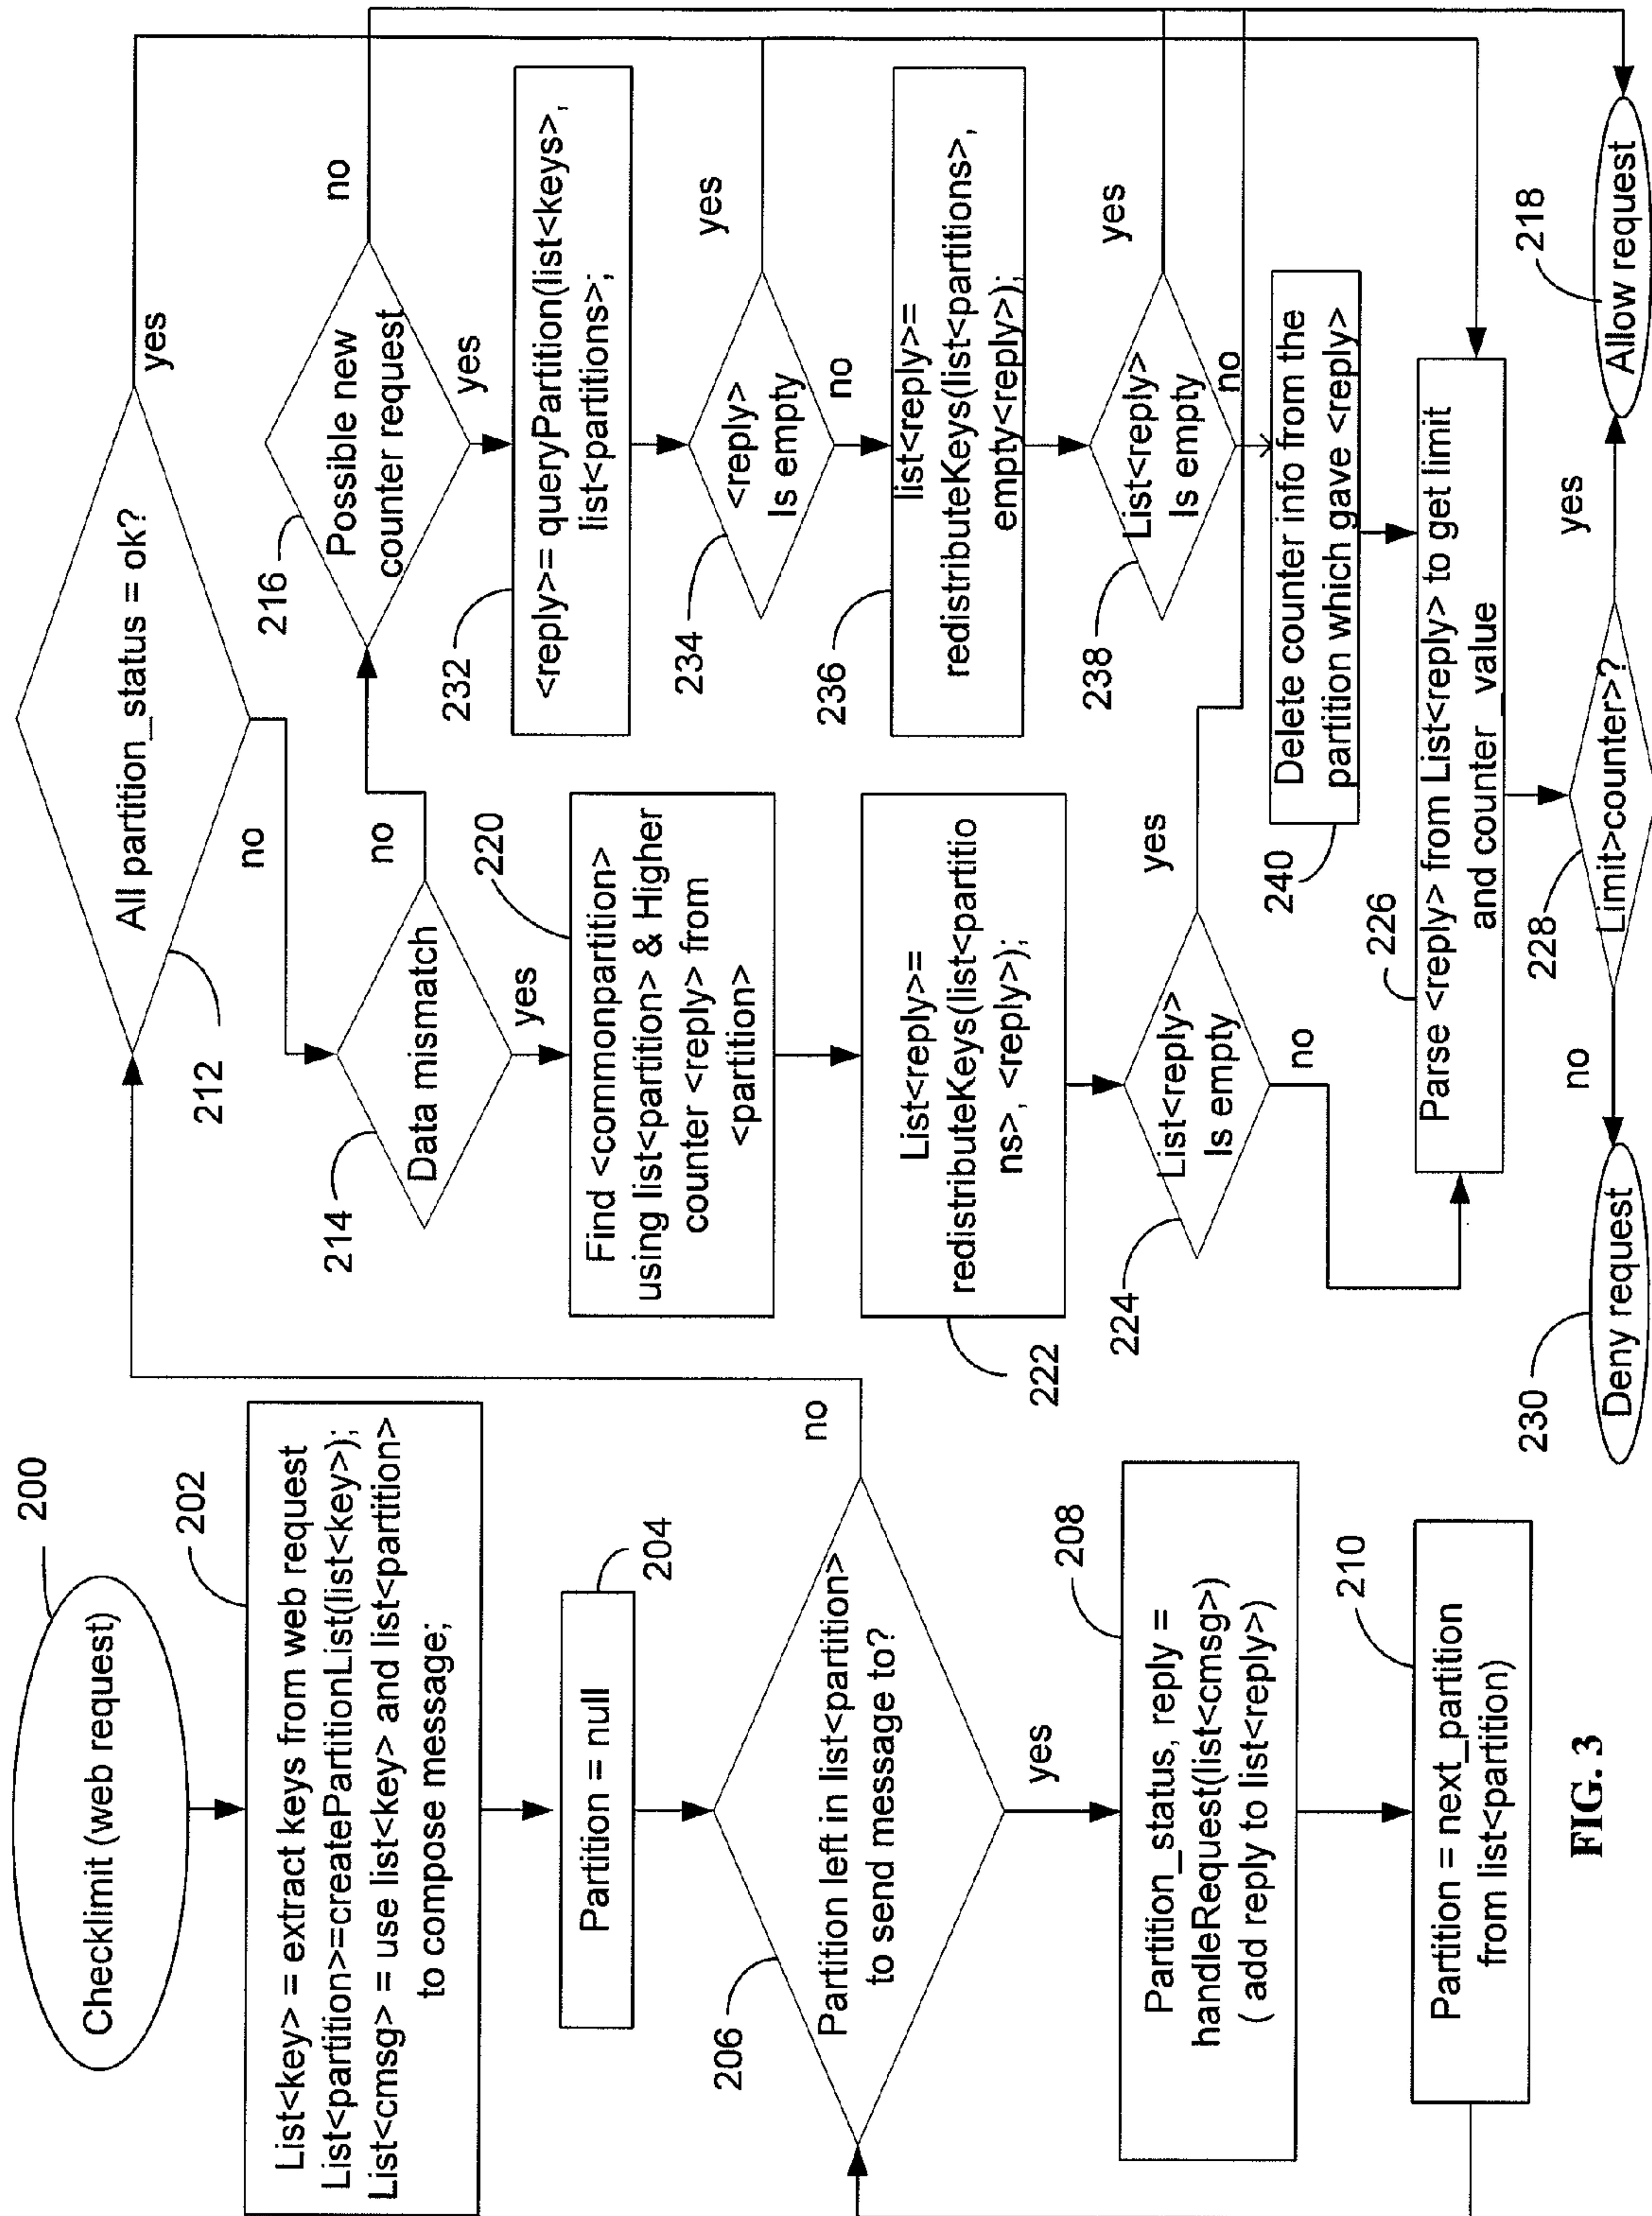 200
Checklimit (web request)
202
List<key> = extract keys from web request
List<partition>=createPartitionList(list<key>);
List<cmsg> = use list<key> and list<partition>
to compose message;
204
Partition = null
206
Partition left in list<partition>
to send message to?
no
yes
208
Partition_status, reply =
handleRequest(list<cmsg>)
( add reply to list<reply>)
210
Partition = next_partition
from list<partition)
212
All partition_status = ok?
yes
no
214
Data mismatch
no
yes
216
Possible new
counter request
no
yes
220
Find <commonpartition>
using list<partition> & Higher
counter <reply> from
<partition>
222
List<reply>=
redistributeKeys(list<partitio
ns>, <reply>);
224
List<reply>
Is empty
yes
no
232
<reply>= queryPartition(list<keys>,
list<partitions>;
234
<reply>
Is empty
yes
no
236
list<reply>=
redistributeKeys(list<partitions>,
empty<reply>);
238
List<reply>
Is empty
yes
no
240
Delete counter info from the
partition which gave <reply>
226
Parse <reply> from List<reply> to get limit
and counter_value
228
Limit>counter>?
no
yes
230
Deny request
218
Allow request
FIG. 3